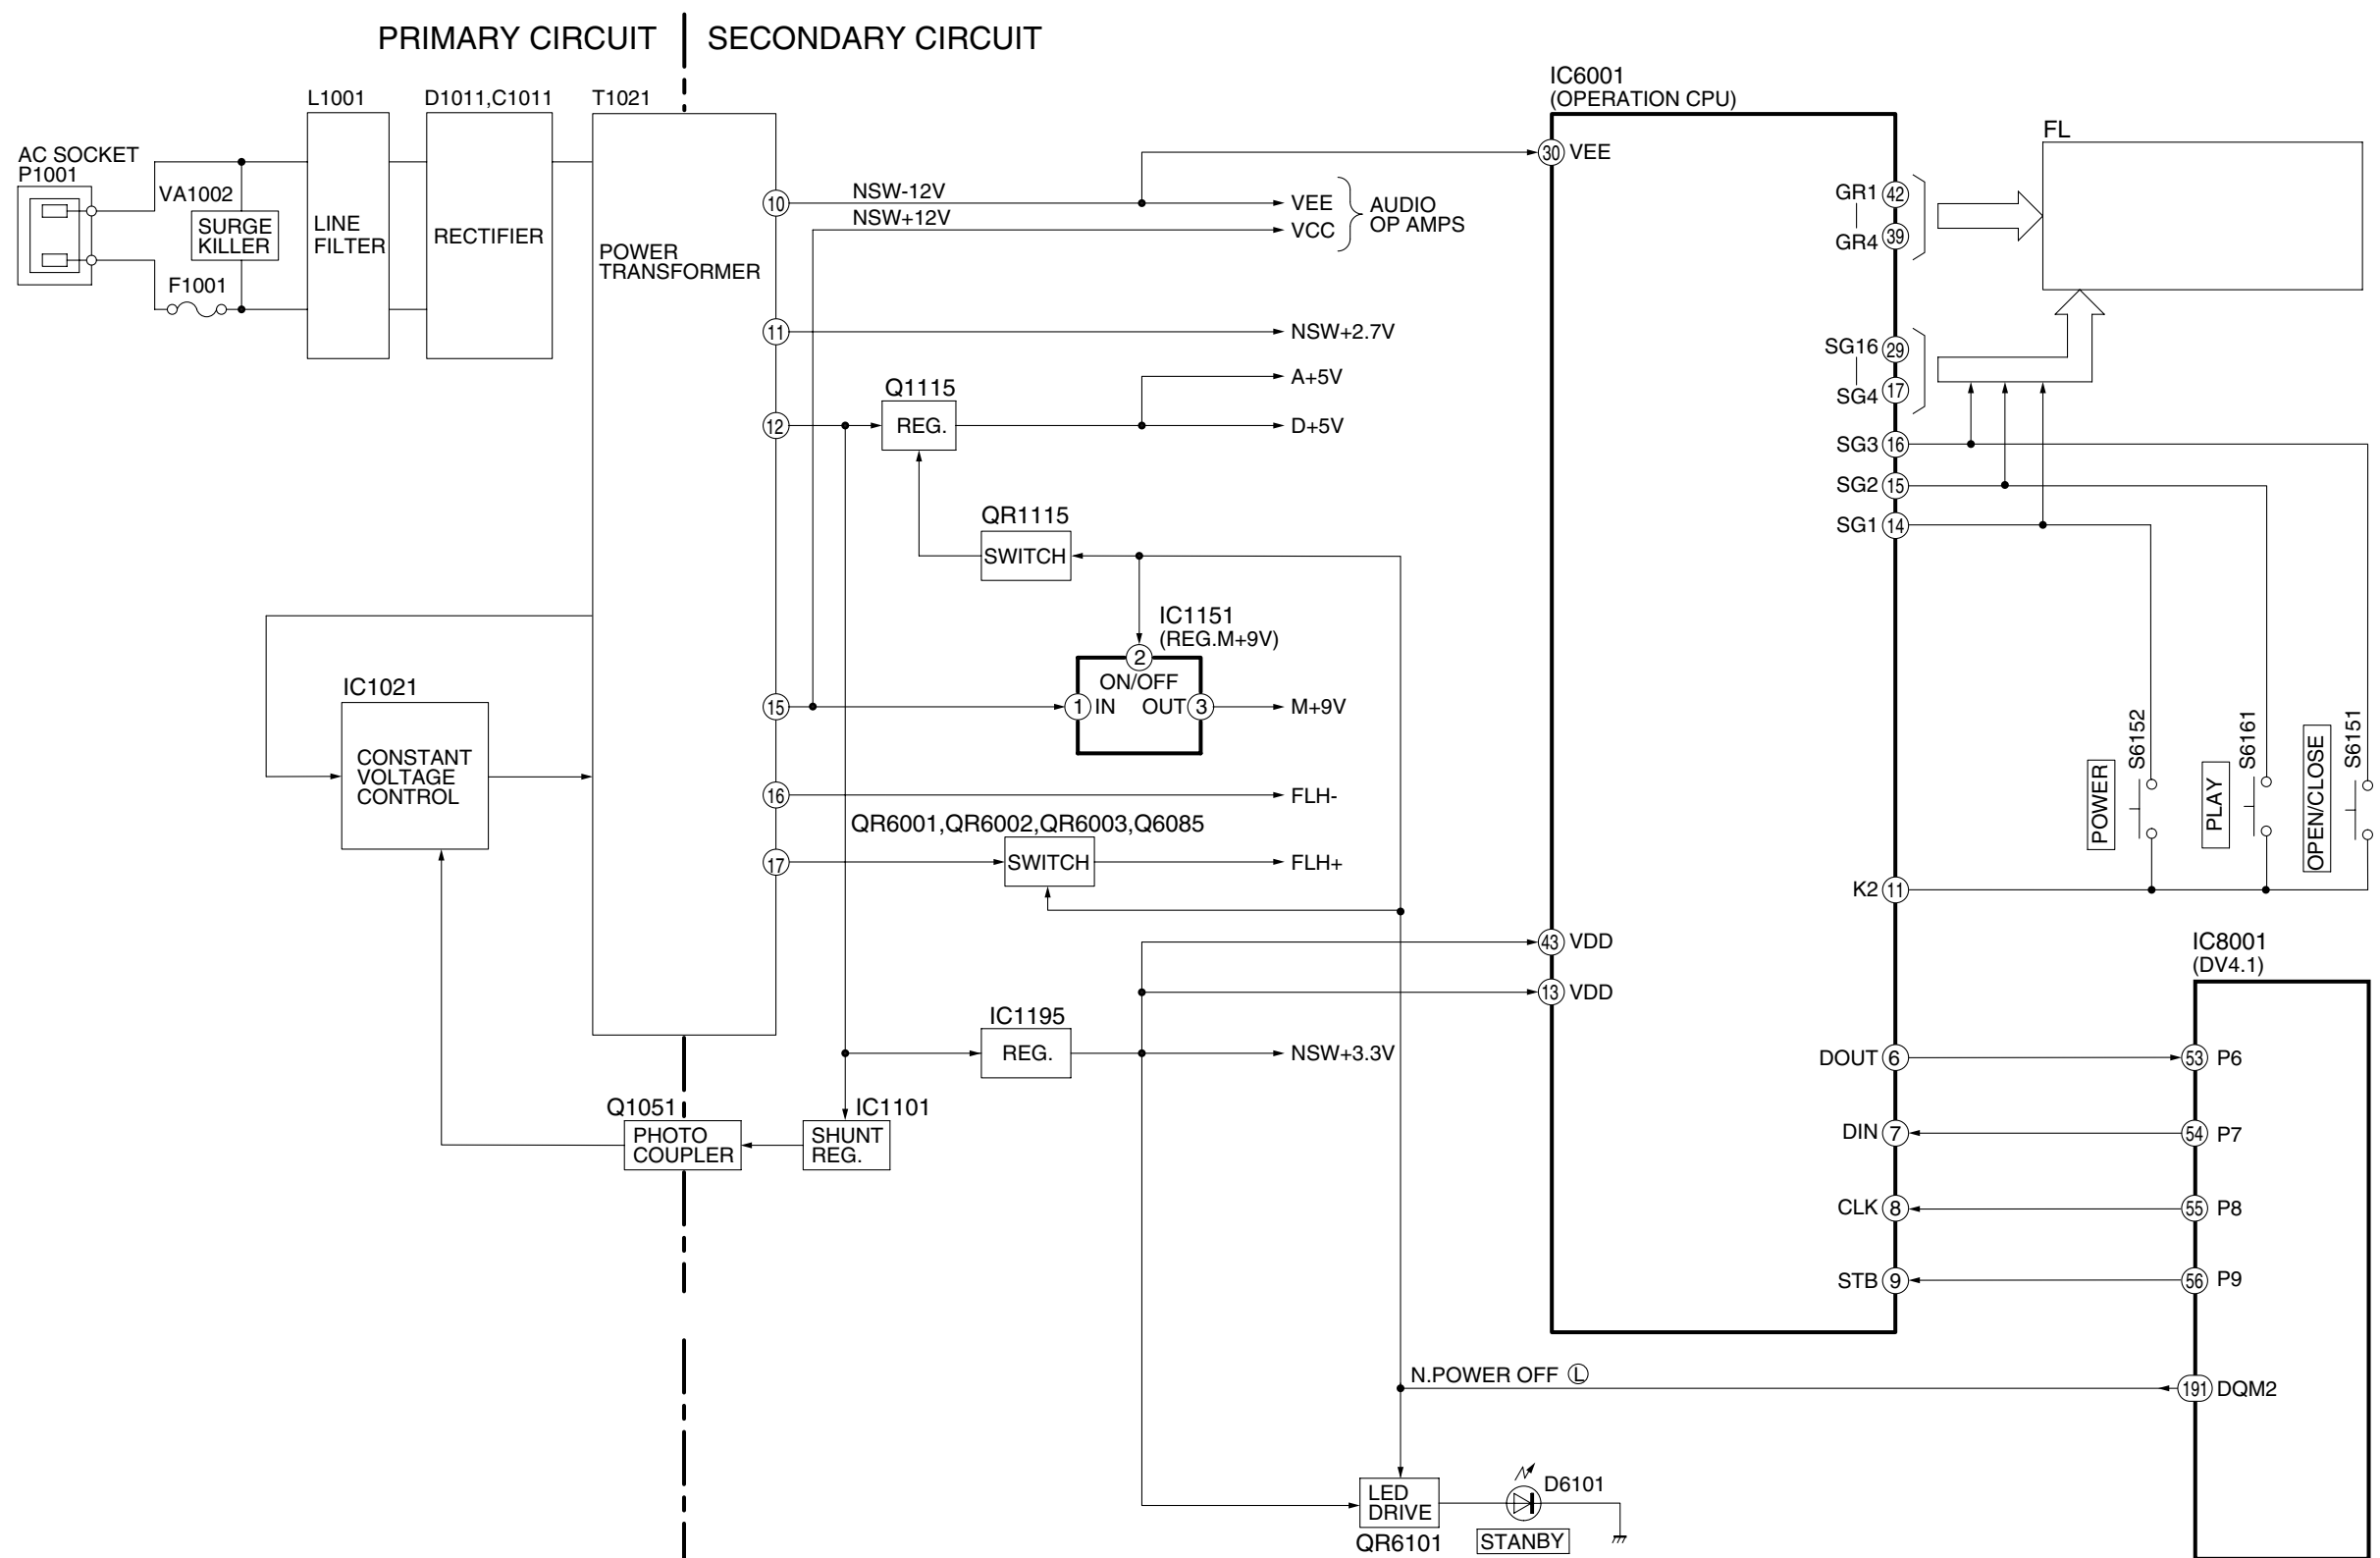 PRIMARY CIRCUIT
SECONDARY CIRCUIT
AC SOCKET
P1001
VA1002
SURGE
KILLER
F1001
L1001
LINE
FILTER
D1011,C1011
RECTIFIER
T1021
POWER
TRANSFORMER
10
11
12
15
16
17
NSW-12V
NSW+12V
VEE
VCC
AUDIO
OP AMPS
NSW+2.7V
A+5V
Q1115
REG.
D+5V
QR1115
SWITCH
IC1151
(REG.M+9V)
2
ON/OFF
1 IN
OUT 3
M+9V
IC1021
CONSTANT
VOLTAGE
CONTROL
FLH-
QR6001,QR6002,QR6003,Q6085
SWITCH
FLH+
IC1195
REG.
NSW+3.3V
Q1051
PHOTO
COUPLER
IC1101
SHUNT
REG.
IC6001
(OPERATION CPU)
30 VEE
43 VDD
13 VDD
GR1 42
GR4 39
SG16 29
SG4 17
SG3 16
SG2 15
SG1 14
K2 11
DOUT 6
DIN 7
CLK 8
STB 9
FL
POWER
S6152
PLAY
S6161
OPEN/CLOSE
S6151
IC8001
(DV4.1)
53 P6
54 P7
55 P8
56 P9
191 DQM2
N.POWER OFF L
LED
DRIVE
QR6101
D6101
STANBY